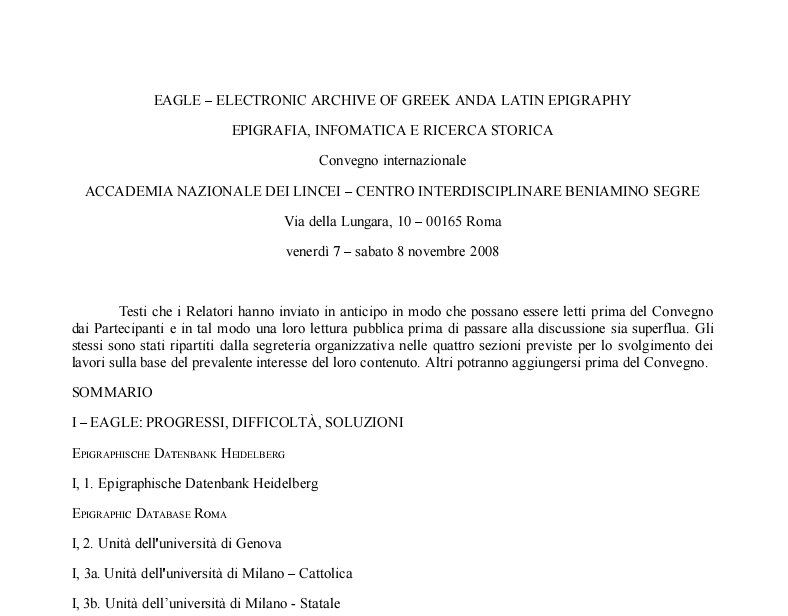 EAGLE – ELECTRONIC ARCHIVE OF GREEK ANDA LATIN EPIGRAPHY
EPIGRAFIA, INFOMATICA E RICERCA STORICA
Convegno internazionale
ACCADEMIA NAZIONALE DEI LINCEI – CENTRO INTERDISCIPLINARE BENIAMINO SEGRE
Via della Lungara, 10 – 00165 Roma
venerdì 7 – sabato 8 novembre 2008
Testi che i Relatori hanno inviato in anticipo in modo che possano essere letti prima del Convegno
dai Partecipanti e in tal modo una loro lettura pubblica prima di passare alla discussione sia superflua. Gli
stessi sono stati ripartiti dalla segreteria organizzativa nelle quattro sezioni previste per lo svolgimento dei
lavori sulla base del prevalente interesse del loro contenuto. Altri potranno aggiungersi prima del Convegno.
SOMMARIO
I – EAGLE: PROGRESSI, DIFFICOLTÀ, SOLUZIONI
Epigraphische Datenbank Heidelberg
I, 1. Epigraphische Datenbank Heidelberg
Epigraphic Database Roma
I, 2. Unità dell'università di Genova
I, 3a. Unità dell'università di Milano – Cattolica
I, 3b. Unità dell’università di Milano - Statale